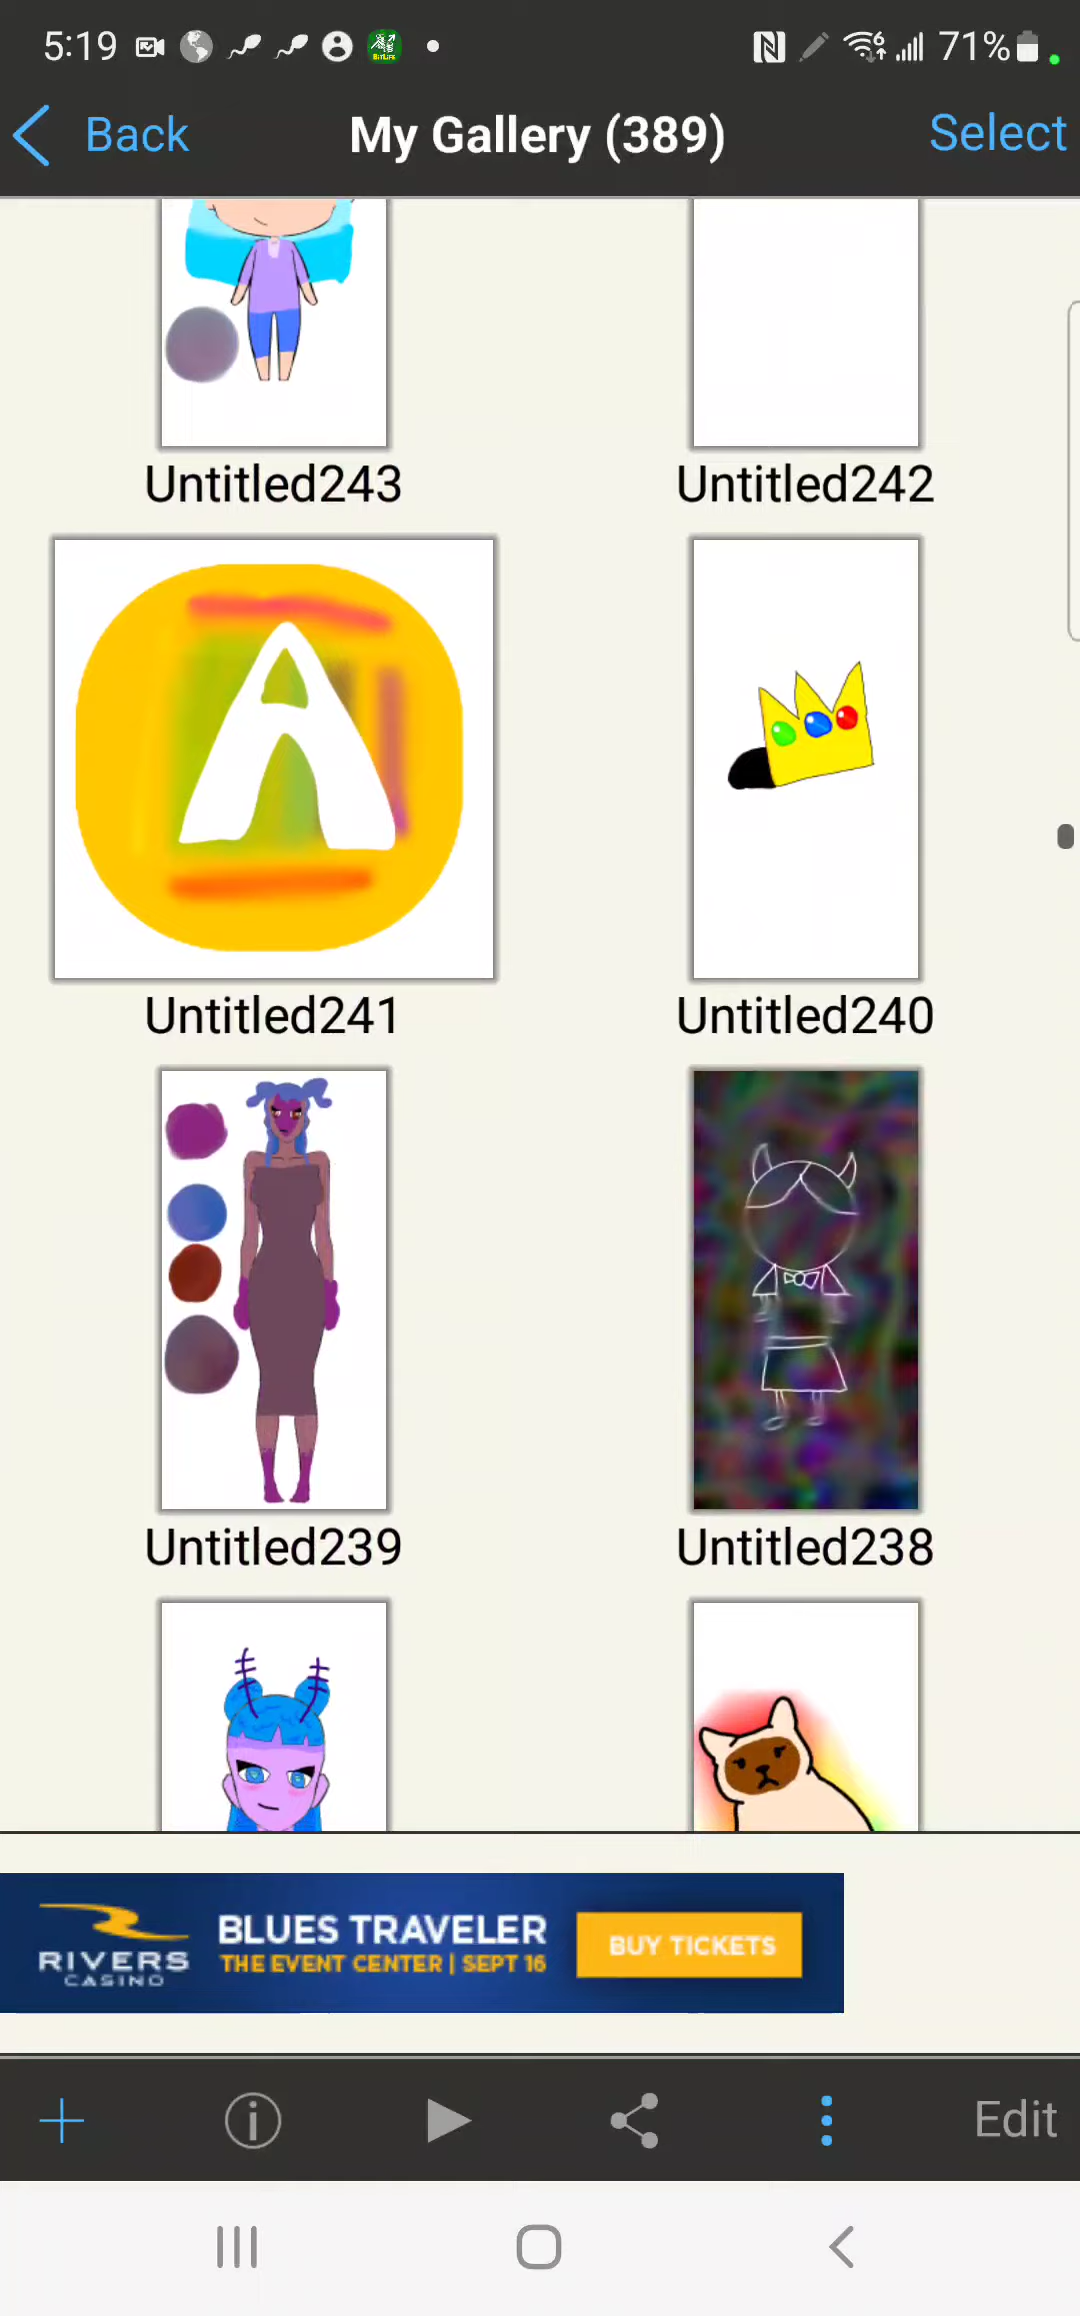 5:19 71%
Back My Gallery (389) Select
Untitled243 Untitled242
A
Untitled241 Untitled240
Untitled239 Untitled238
RIVERS CASINO
BLUES TRAVELER
THE EVENT CENTER | SEPT 16
BUY TICKETS
Edit